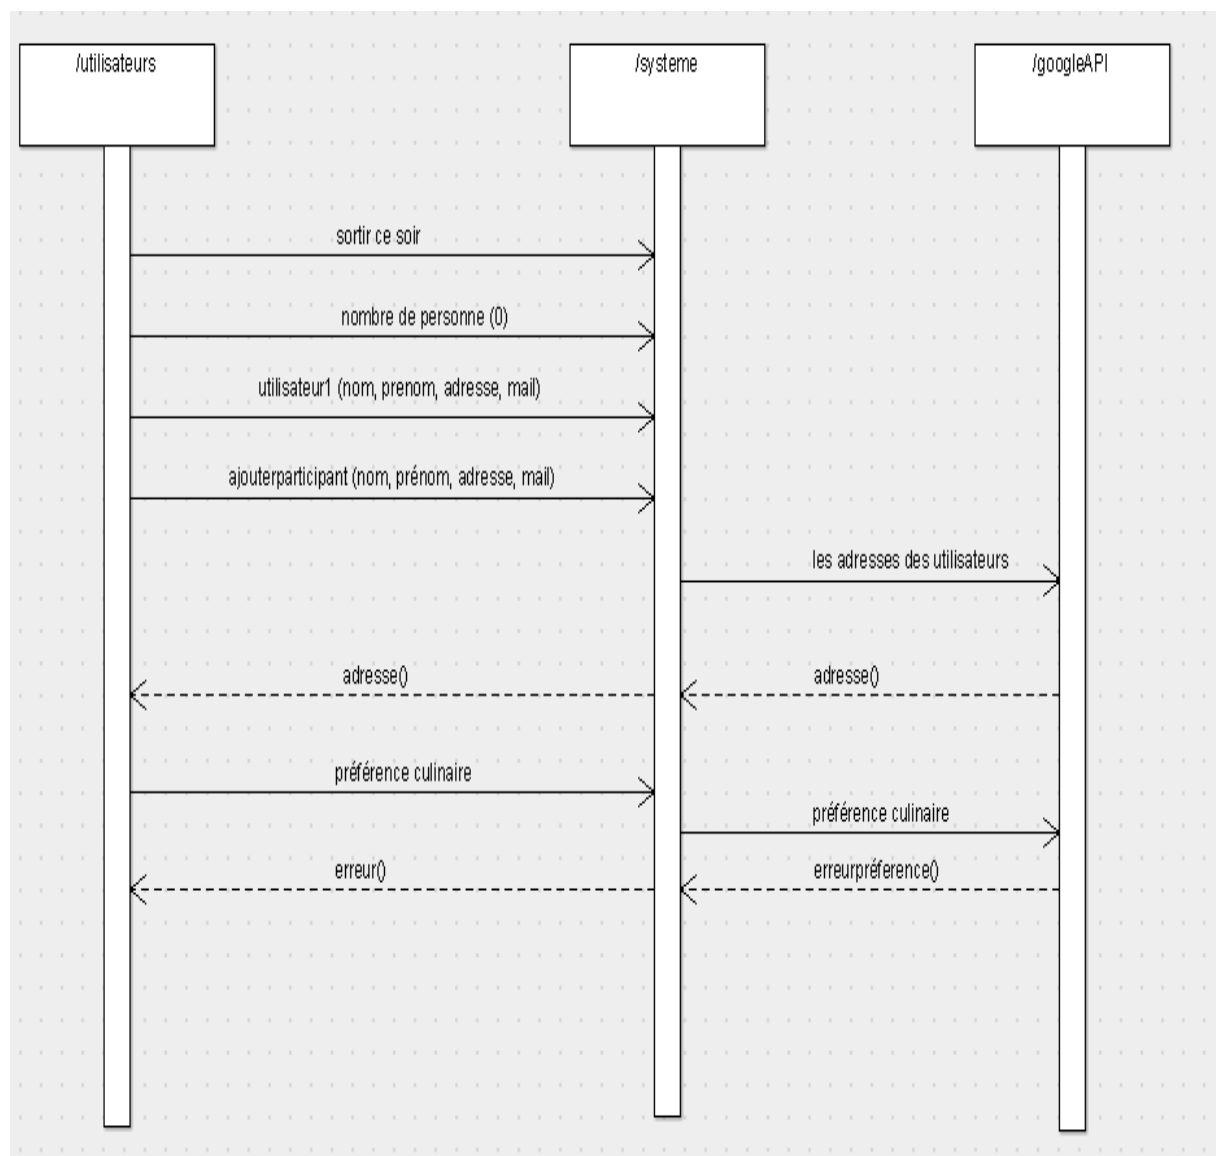 /utilisateurs
/systeme
/googleAPI
sortir ce soir
nombre de personne (0)
utilisateur1 (nom, prenom, adresse, mail)
ajouterparticipant (nom, prénom, adresse, mail)
les adresses des utilisateurs
adresse()
adresse()
préférence culinaire
préférence culinaire
erreur()
erreurpréference()